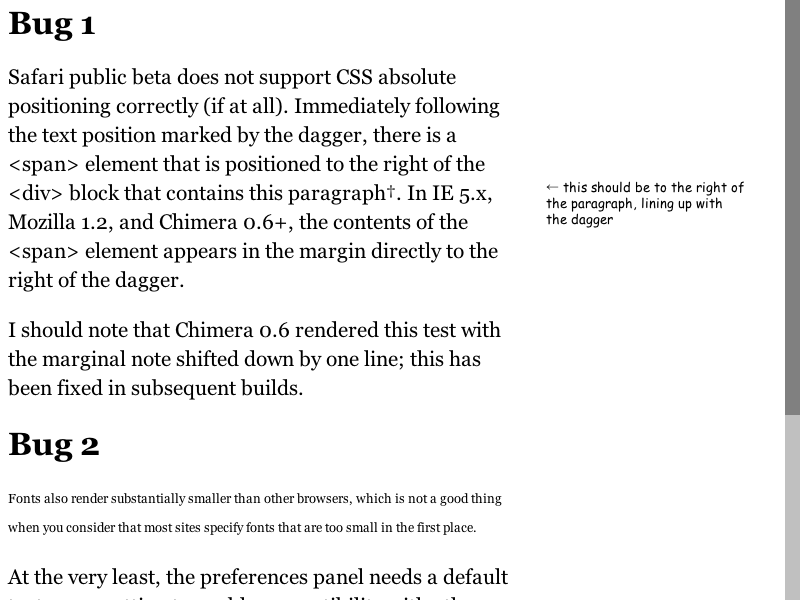 Bug 1
Safari public beta does not support CSS absolute
positioning correctly (if at all). Immediately following
the text position marked by the dagger, there is a
<span> element that is positioned to the right of the
<div> block that contains this paragraph†. In IE 5.x,
Mozilla 1.2, and Chimera 0.6+, the contents of the
<span> element appears in the margin directly to the
right of the dagger.
← this should be to the right of
the paragraph, lining up with
the dagger
I should note that Chimera 0.6 rendered this test with
the marginal note shifted down by one line; this has
been fixed in subsequent builds.
Bug 2
Fonts also render substantially smaller than other browsers, which is not a good thing
when you consider that most sites specify fonts that are too small in the first place.
At the very least, the preferences panel needs a default